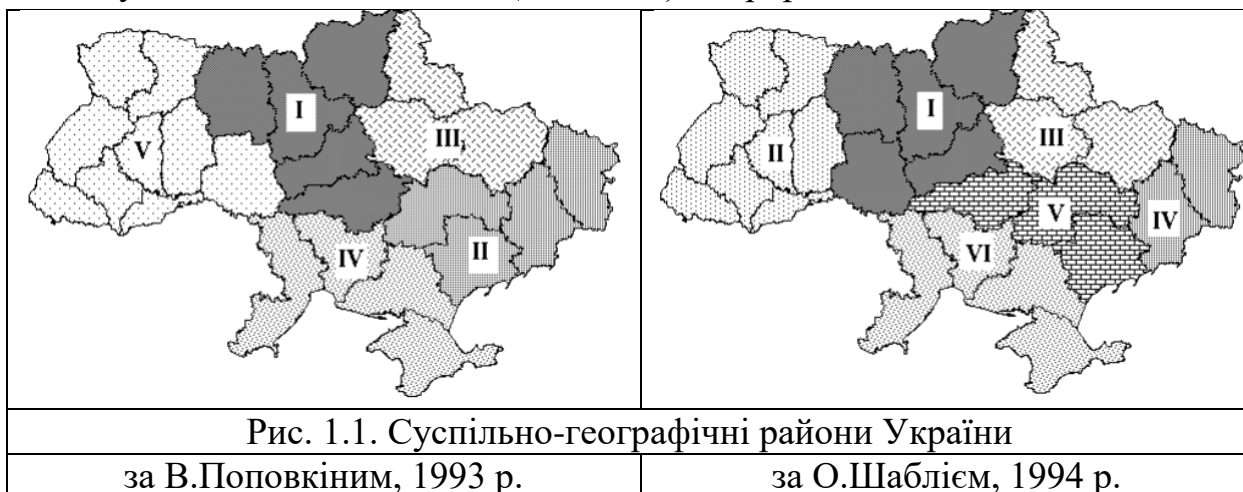 I
III,
V
IV
II
I
II
III
IV
V
VI
Рис. 1.1. Суспільно-географічні райони України
за В.Поповкіним, 1993 р.
за О.Шаблієм, 1994 р.